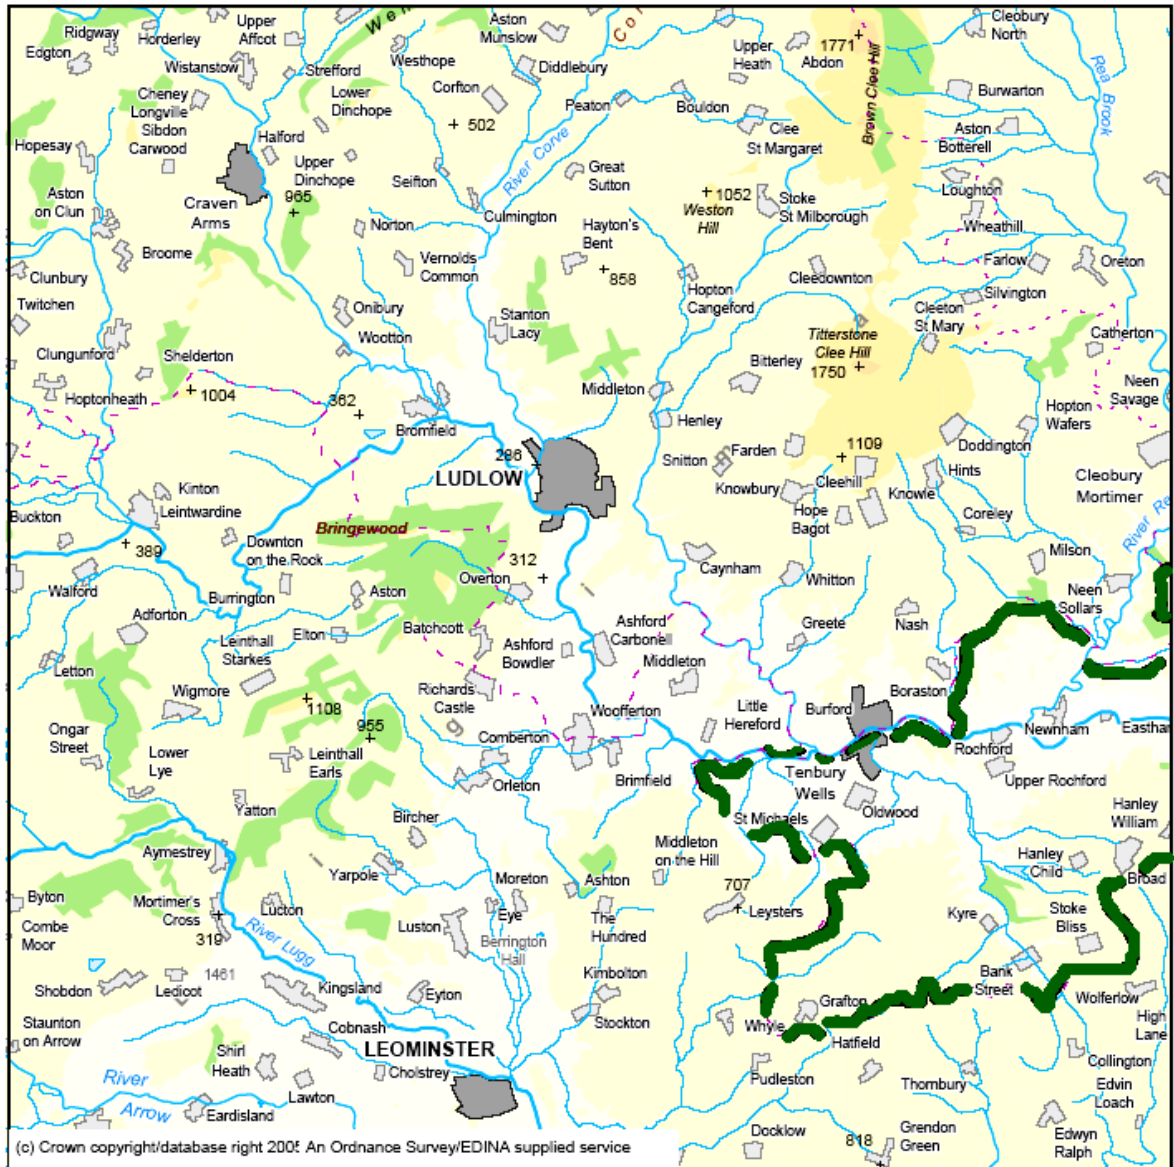 Ridgway
Horderley
Upper
Affcot
Wen
Aston
Munslow
Co
Cleobury
North
Edgton
Wistanstow
Strefford
Westhope
Diddlebury
Upper
Heath
1771
Abdon
Brown Clee Hill
Rea Brook
Cheney
Longville
Lower
Dinchope
Corfton
Peaton
Bouldon
Burwarton
Sibdon
Carwood
Halford
502
Clee
St Margaret
Aston
Botterell
Hopesay
Upper
Dinchope
River Corve
Seifton
Great
Sutton
Loughton
Aston
on Clun
Craven
Arms
965
1052
Weston
Hill
Stoke
St Milborough
Culmington
Norton
Hayton's
Bent
Wheathill
Broome
Vernolds
Common
858
Cleedownton
Farlow
Oreton
Clunbury
Twitchen
Onibury
Hopton
Cangeford
Silvington
Stanton
Lacy
Cleeton
St Mary
Wootton
Titterstone
Clee Hill
1750
Catherton
Clungunford
Shelderton
Bitterley
Hoptonheath
1004
362
Middleton
Neen
Savage
Bromfield
Henley
Hopton
Wafers
Doddington
286
LUDLOW
Snitton
Farden
1109
Knowbury
Cleehill
Hints
Cleobury
Mortimer
Kinton
Leintwardine
Knowle
Buckton
Bringewood
Hope
Bagot
Coreley
River Re
389
Downton
on the Rock
312
Caynham
Milson
Walford
Burrington
Aston
Overton
Whitton
Neen
Sollars
Adforton
Batchcott
Ashford
Carbonell
Leinthall
Starkes
Elton
Ashford
Bowdler
Greete
Nash
Letton
Middleton
Wigmore
Richards
Castle
Boraston
1108
955
Woofferton
Little
Hereford
Burford
Ongar
Street
Comberton
Newnham
Eastha
Lower
Lye
Leinthall
Earls
Rochford
Orleton
Brimfield
Tenbury
Wells
Upper Rochford
Yatton
Oldwood
Hanley
William
Bircher
St Michaels
Aymestrey
Middleton
on the Hill
Hanley
Child
Yarpole
Moreton
Ashton
707
Broad
Byton
Mortimer's
Cross
Lucton
Eye
Leysters
Kyre
Stoke
Bliss
Combe
Moor
319
River Lugg
Luston
The
Hundred
Berrington
Hall
1461
Shobdon
Ledicot
Kingsland
Eyton
Kimbolton
Bank
Street
Wolferlow
Grafton
Staunton
on Arrow
Cobnash
Stockton
Whyle
High
Lane
Hatfield
LEOMINSTER
Shirl
Heath
Cholstrey
Collington
Pudleston
Thornbury
River
Arrow
Lawton
Edvin
Loach
Eardisland
Docklow
818
Grendon
Green
Edwyn
Ralph
(c) Crown copyright/database right 2005 An Ordnance Survey/EDINA supplied service